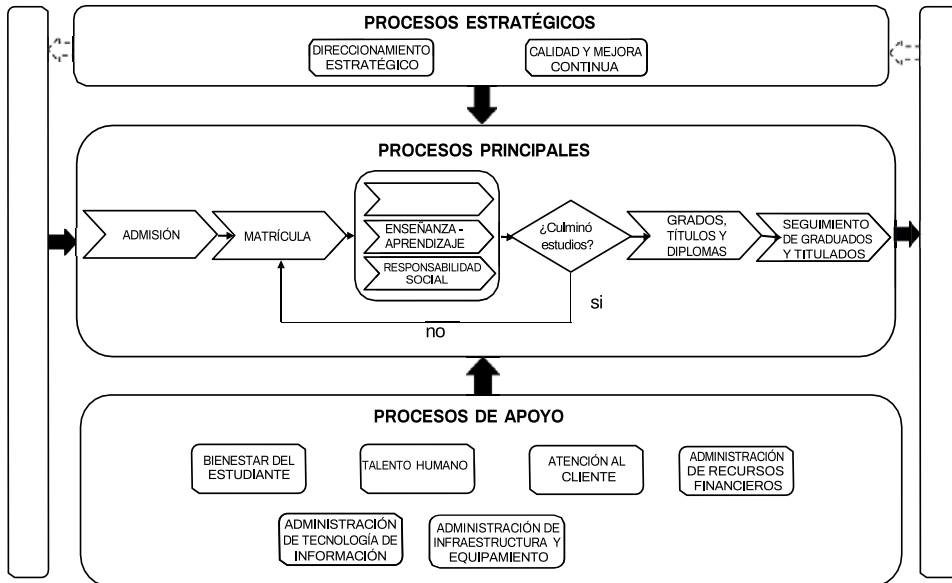 PROCESOS ESTRATÉGICOS
DIRECCIONAMIENTO
ESTRATÉGICO
CALIDAD Y MEJORA
CONTINUA
PROCESOS PRINCIPALES
ADMISIÓN
MATRÍCULA
ENSEÑANZA -
APRENDIZAJE
RESPONSABILIDAD
SOCIAL
¿Culminó
estudios?
GRADOS,
TÍTULOS Y
DIPLOMAS
SEGUIMIENTO
DE GRADUADOS
Y TITULADOS
si
no
PROCESOS DE APOYO
BIENESTAR DEL
ESTUDIANTE
TALENTO HUMANO
ATENCIÓN AL
CLIENTE
ADMINISTRACIÓN
DE RECURSOS
FINANCIEROS
ADMINISTRACIÓN
DE TECNOLOGÍA DE
INFORMACIÓN
ADMINISTRACIÓN DE
INFRAESTRUCTURA Y
EQUIPAMIENTO